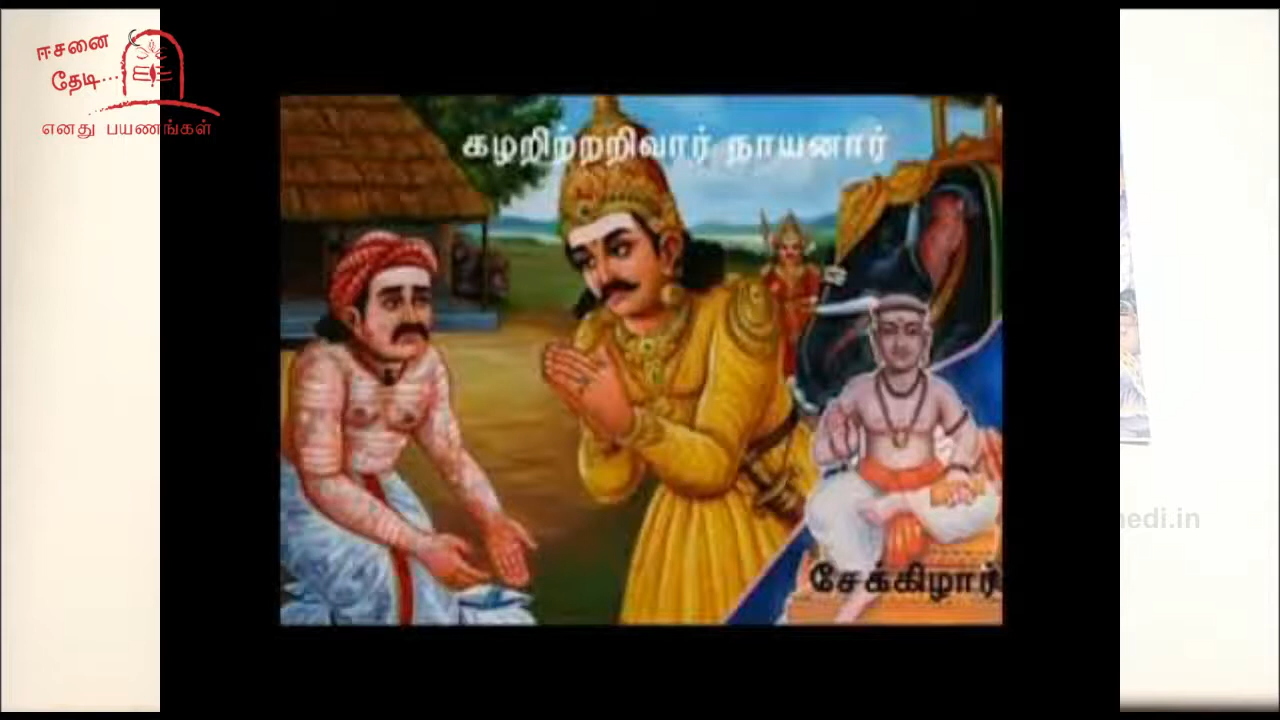 ஈசனை
தேடி...
எனது பயணங்கள்
கழறிற்றறிவார் நாயனார்
சேக்கிழார்